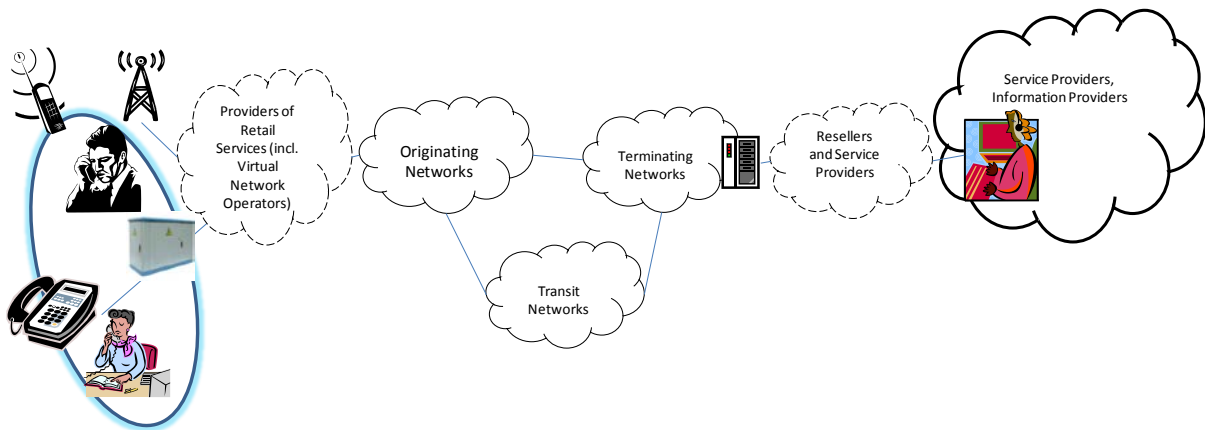 Providers of
Retail
Services (incl.
Virtual
Network
Operators)
Originating
Networks
Terminating
Networks
Transit
Networks
Resellers
and Service
Providers
Service Providers,
Information Providers